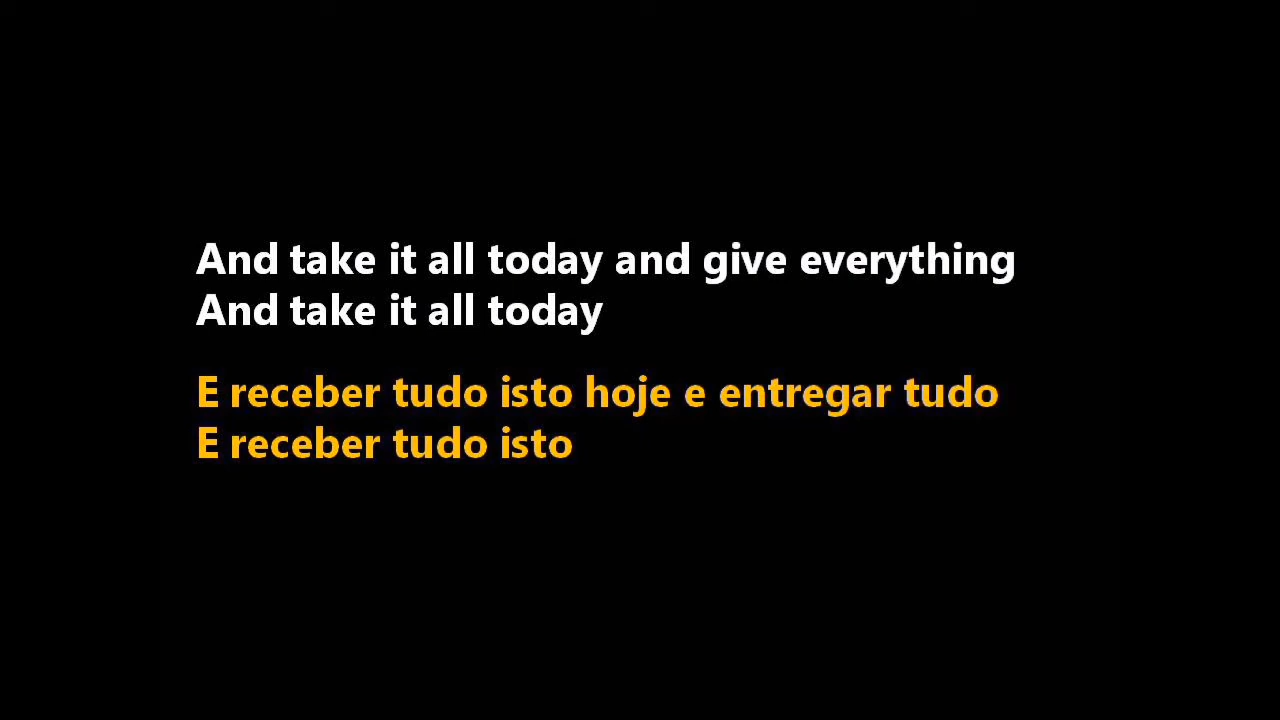 And take it all today and give everything
And take it all today
E receber tudo isto hoje e entregar tudo
E receber tudo isto